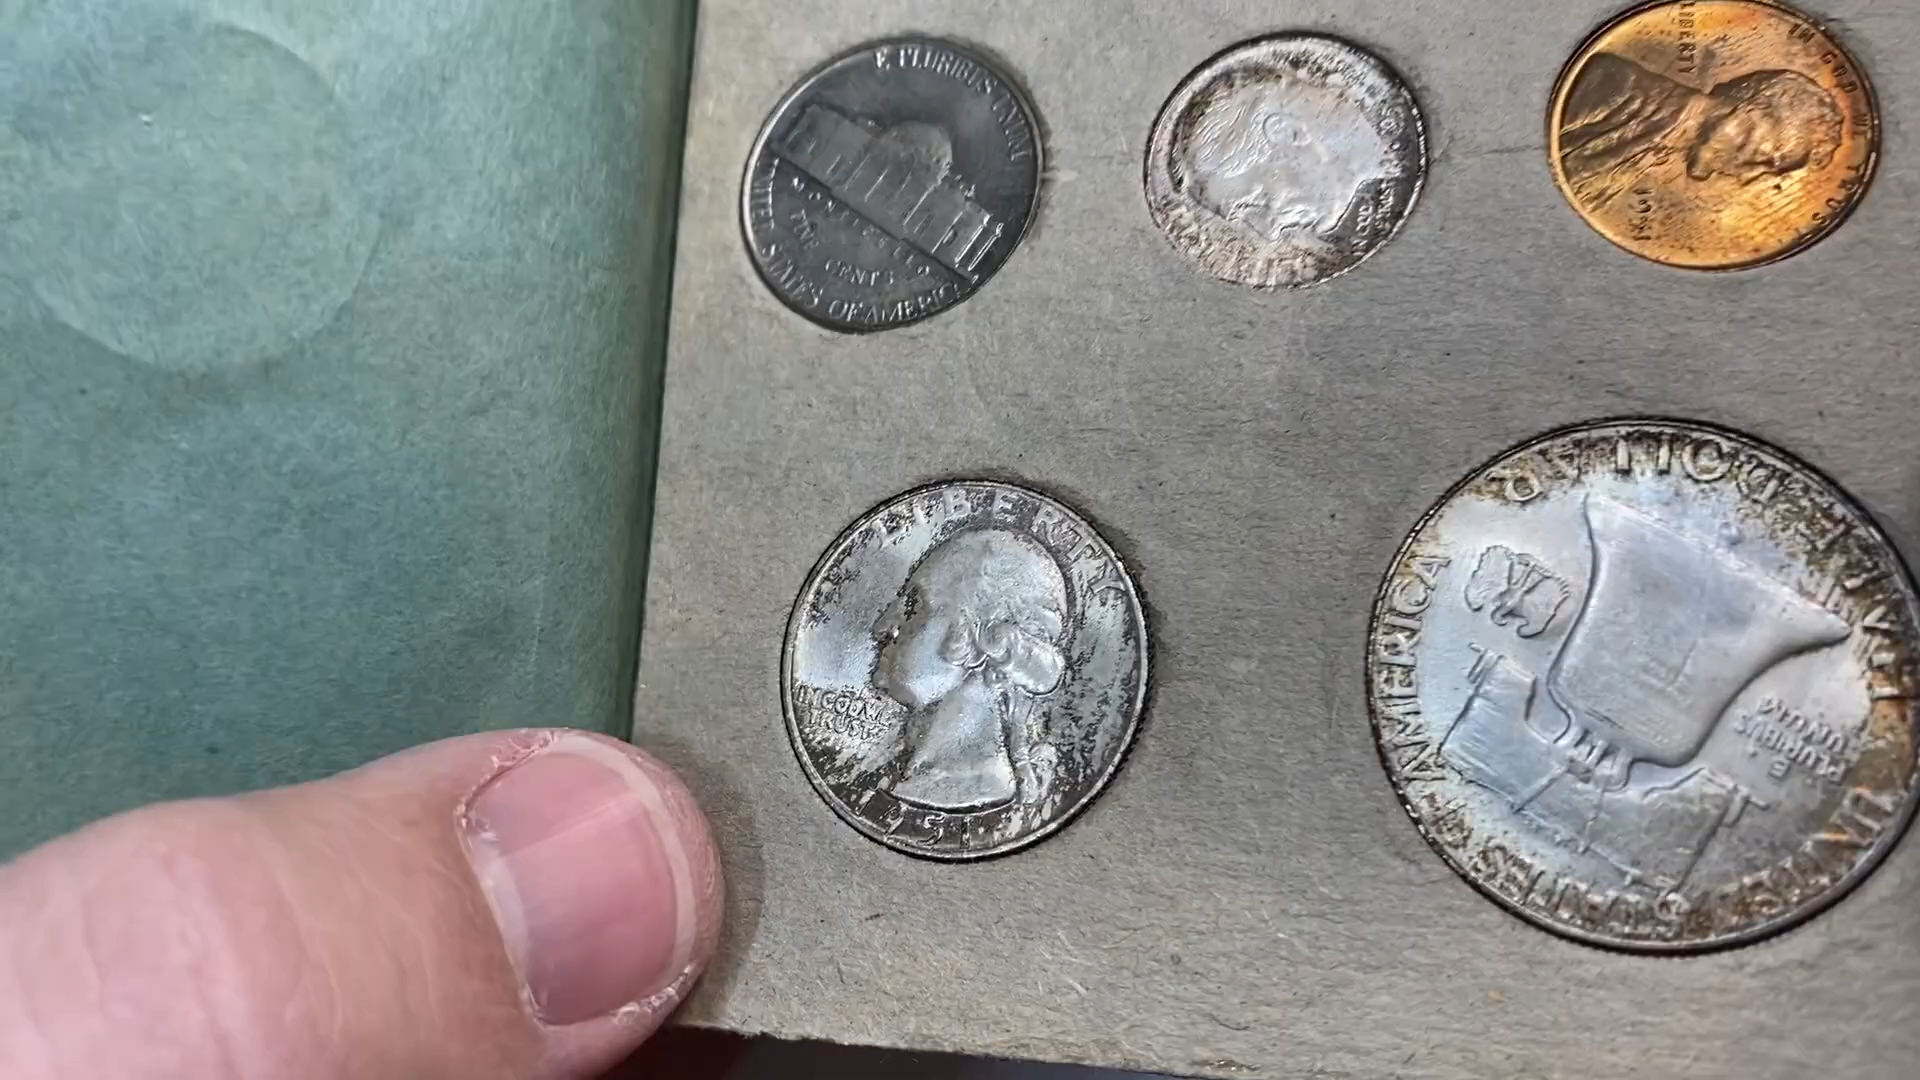 E PLURIBUS UNUM
MONTICELLO
FIVE
CENTS
UNITED STATES OF AMERICA
LIBERTY
IN GOD WE TRUST
1951
LIBERTY
IN GOD WE
TRUST
1951
UNITED STATES OF AMERICA
HALF DOLLAR
E
PLURIBUS
UNUM